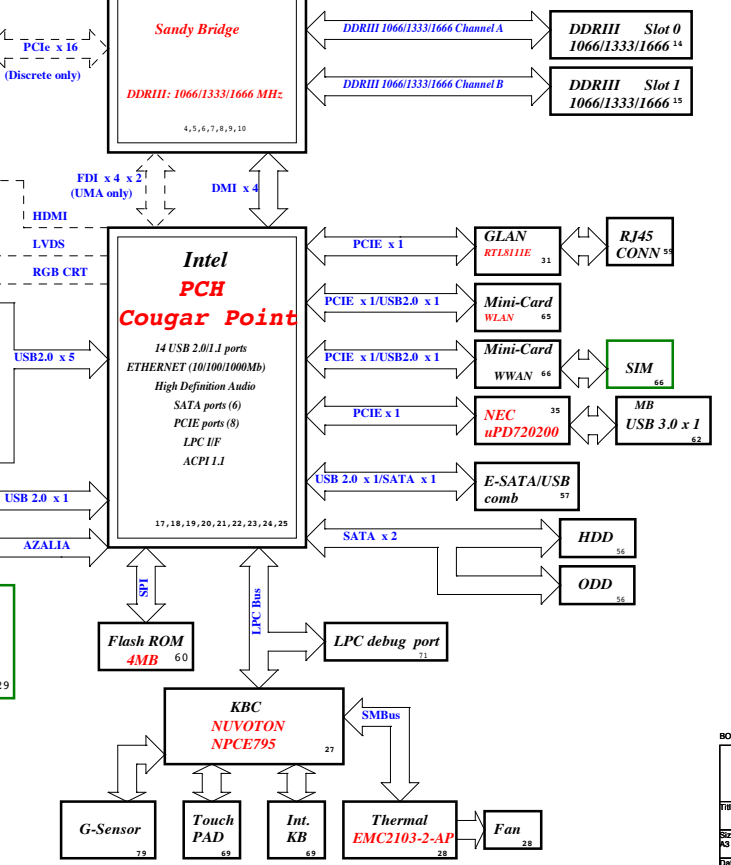 Sandy Bridge
DDRIII: 1066/1333/1666 MHz
4,5,6,7,8,9,10
PCIe x 16
(Discrete only)
DDRIII 1066/1333/1666 Channel A
DDRIII Slot 0
1066/1333/1666 14
DDRIII 1066/1333/1666 Channel B
DDRIII Slot 1
1066/1333/1666 15
FDI x 4 x 2
(UMA only)
DMI x 4
HDMI
LVDS
RGB CRT
USB2.0 x 5
USB 2.0 x 1
AZALIA
Intel
PCH
Cougar Point
14 USB 2.0/1.1 ports
ETHERNET (10/100/1000Mb)
High Definition Audio
SATA ports (6)
PCIE ports (8)
LPC I/F
ACPI 1.1
17,18,19,20,21,22,23,24,25
PCIE x 1
GLAN
RTL8111E
31
RJ45
CONN 59
PCIE x 1/USB2.0 x 1
Mini-Card
WLAN 65
PCIE x 1/USB2.0 x 1
Mini-Card
WWAN 66
SIM
66
PCIE x 1
NEC 35
uPD720200
MB
USB 3.0 x 1
62
USB 2.0 x 1/SATA x 1
E-SATA/USB
comb 57
SATA x 2
HDD
56
ODD
56
SPI
LPC Bus
Flash ROM
4MB 60
LPC debug port
71
29
KBC
NUVOTON
NPCE795
27
SMBus
G-Sensor
79
Touch
PAD
69
Int.
KB
69
Thermal
EMC2103-2-AP
28
Fan
28
A3